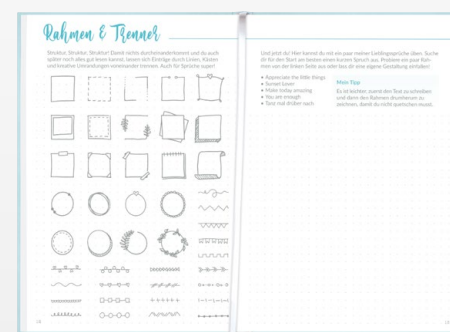 Rahmen & Trenner
Struktur, Struktur, Struktur! Damit nichts durcheinanderkommt und du auch
später noch alles gut lesen kannst, lassen sich Einträge durch Linien, Kästen
und kreative Umrandungen voneinander trennen. Auch für Sprüche super!
Und jetzt du! Hier kannst du mit ein paar meiner Lieblingssprüche üben. Suche
dir für den Start am besten einen kurzen Spruch aus. Probiere ein paar Rah-
men von der linken Seite aus oder lass dir eine eigene Gestaltung einfallen!
• Appreciate the little things
• Sunset lover
• Make today amazing
• You are enough
• Tanz mal drüber nach
Mein Tipp
Es ist leichter, zuerst den Text zu schreiben
und dann den Rahmen drumherum zu
zeichnen, damit du nicht quetschen musst.